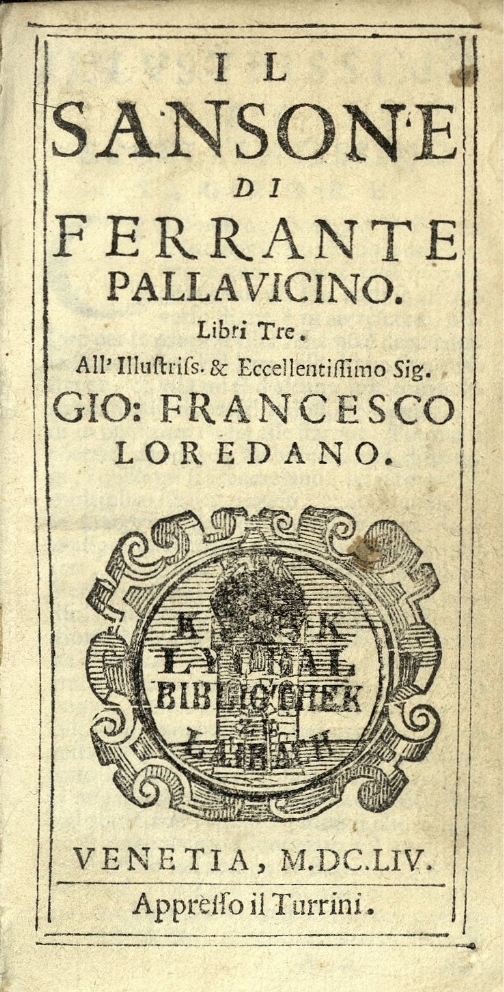 IL
SANSONE
DI
FERRANTE
PALLAVICINO.
Libri Tre.
All' Illuſtriſs. & Eccellentiſſimo Sig.
GIO: FRANCESCO
LOREDANO.
K K
LYCEAL
BIBLIOTHEK
ZU
LAIBACH
VENETIA, M.DC.LIV.
Appreſſo il Turrini.